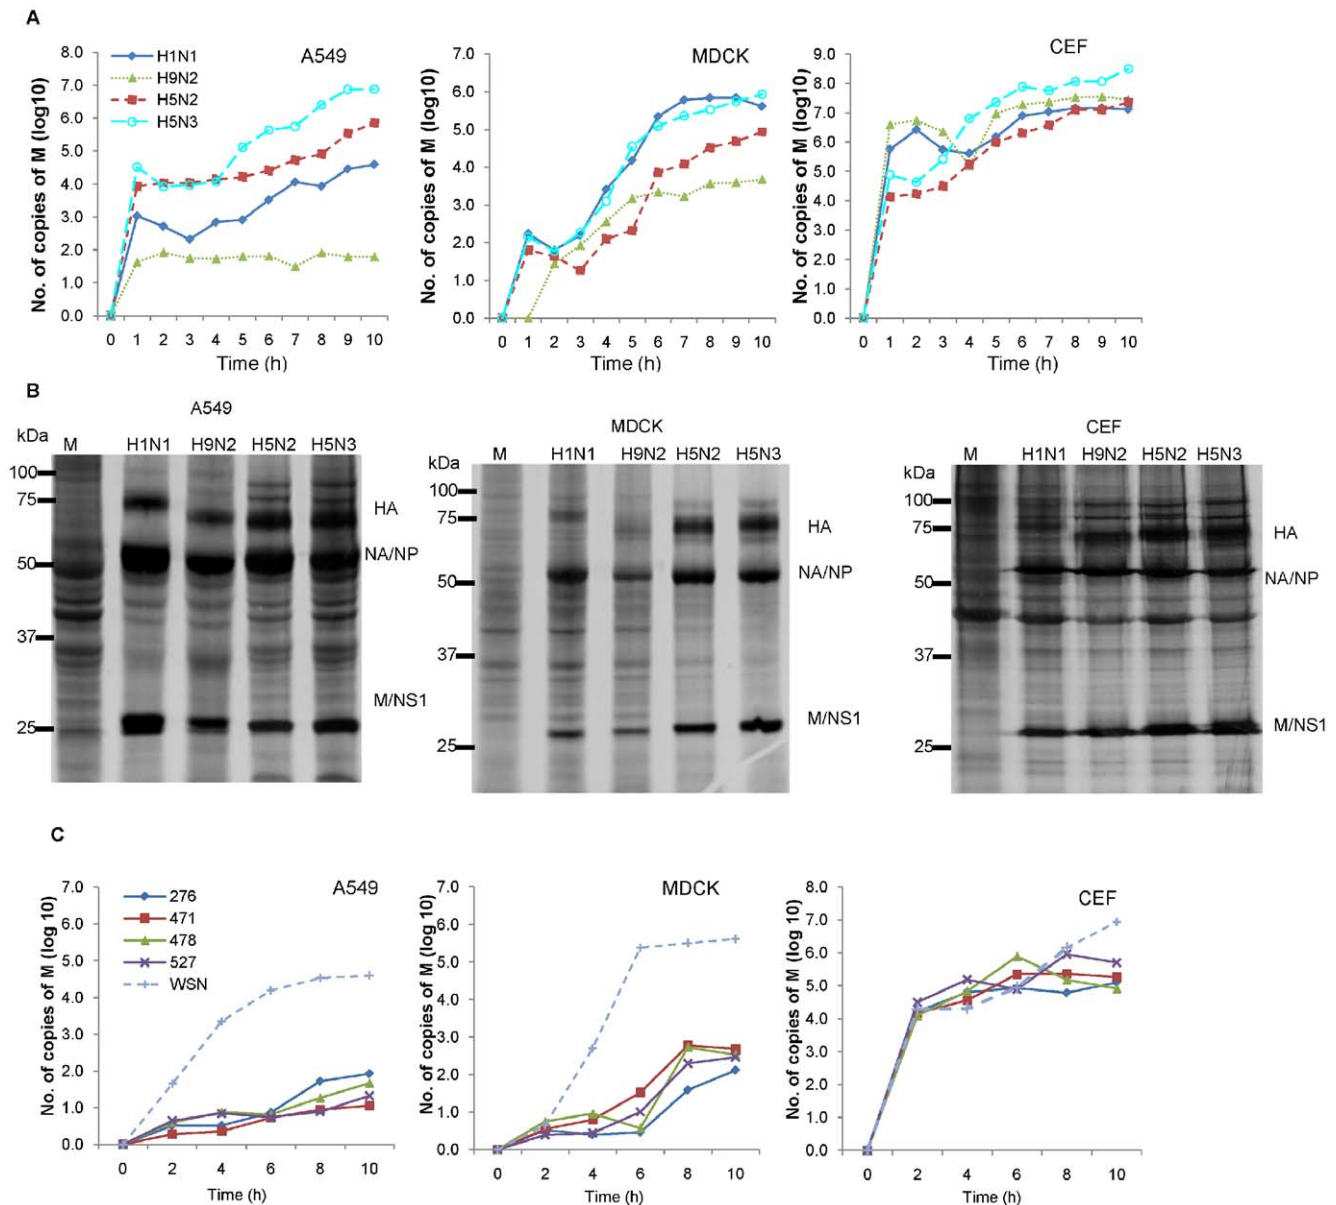 A
A549
MDCK
CEF
H1N1
H9N2
H5N2
H5N3
No. of copies of M (log10)
8.0
7.0
6.0
5.0
4.0
3.0
2.0
1.0
0.0
0 1 2 3 4 5 6 7 8 9 10
Time (h)
No. of copies of M (log10)
7.0
6.0
5.0
4.0
3.0
2.0
1.0
0.0
0 1 2 3 4 5 6 7 8 9 10
Time (h)
No. of copies of M (log10)
9.0
8.0
7.0
6.0
5.0
4.0
3.0
2.0
1.0
0.0
0 1 2 3 4 5 6 7 8 9 10
Time (h)
B
A549
kDa
M H1N1 H9N2 H5N2 H5N3
100
75
50
37
25
HA
NA/NP
M/NS1
MDCK
kDa
M H1N1 H9N2 H5N2 H5N3
100
75
50
37
25
HA
NA/NP
M/NS1
CEF
kDa
M H1N1 H9N2 H5N2 H5N3
100
75
50
37
25
HA
NA/NP
M/NS1
C
A549
276
471
478
527
WSN
No. of copies of M (log 10)
7.0
6.0
5.0
4.0
3.0
2.0
1.0
0.0
0 2 4 6 8 10
Time (h)
MDCK
No. of copies of M (log 10)
7.0
6.0
5.0
4.0
3.0
2.0
1.0
0.0
0 2 4 6 8 10
Time (h)
CEF
No. of copies of M (log 10)
8.0
7.0
6.0
5.0
4.0
3.0
2.0
1.0
0.0
0 2 4 6 8 10
Time (h)